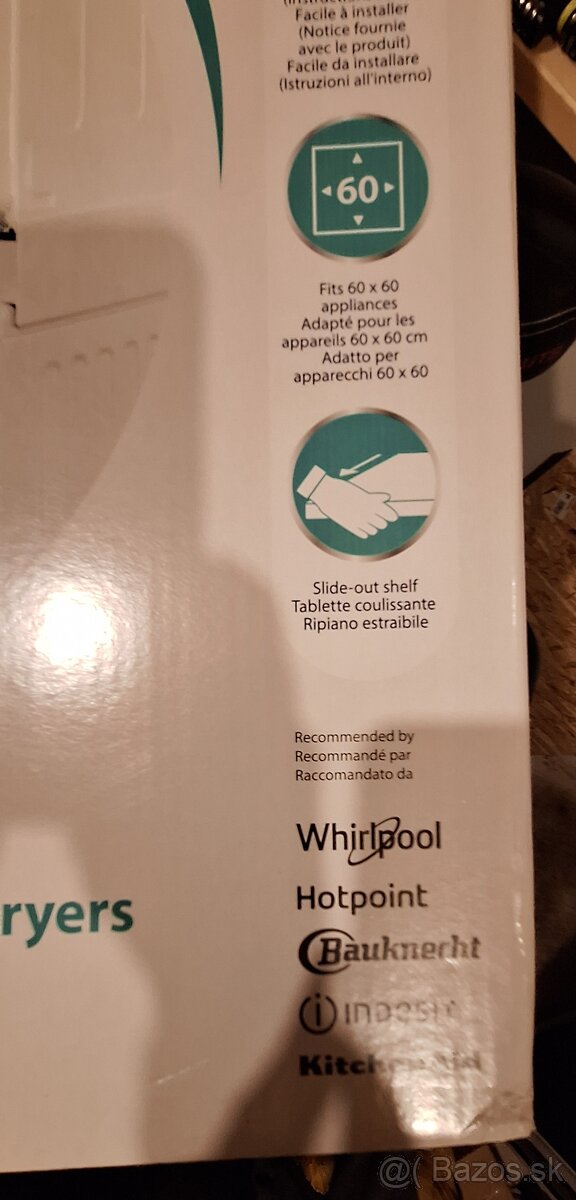 Facile à installer
(Notice fournie
avec le produit)
Facile da installare
(Istruzioni all'interno)
60
Fits 60 x 60
appliances
Adapté pour les
appareils 60 x 60 cm
Adatto per
apparecchi 60 x 60
Slide-out shelf
Tablette coulissante
Ripiano estraibile
Recommended by
Recommandé par
Raccomandato da
Whirlpool
Hotpoint
Bauknecht
INDESIT
KitchenAid
ryers
@( Bazos.sk